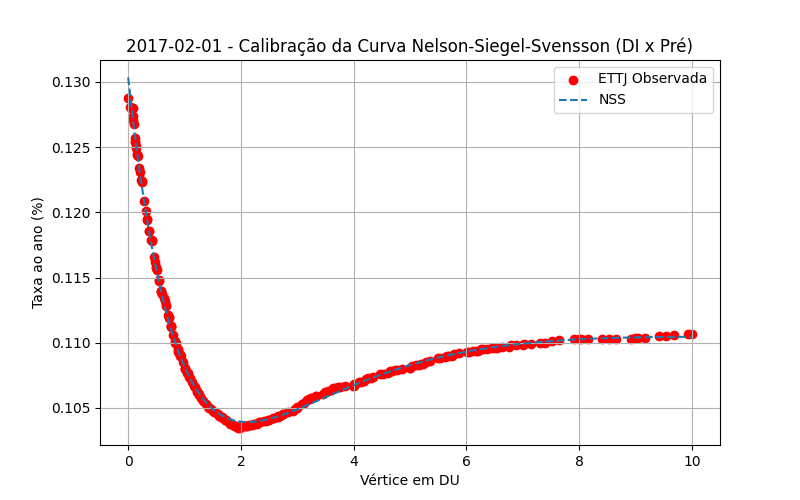 2017-02-01 - Calibração da Curva Nelson-Siegel-Svensson (DI x Pré)
ETTJ Observada
NSS
Taxa ao ano (%)
0.130
0.125
0.120
0.115
0.110
0.105
0 2 4 6 8 10
Vértice em DU